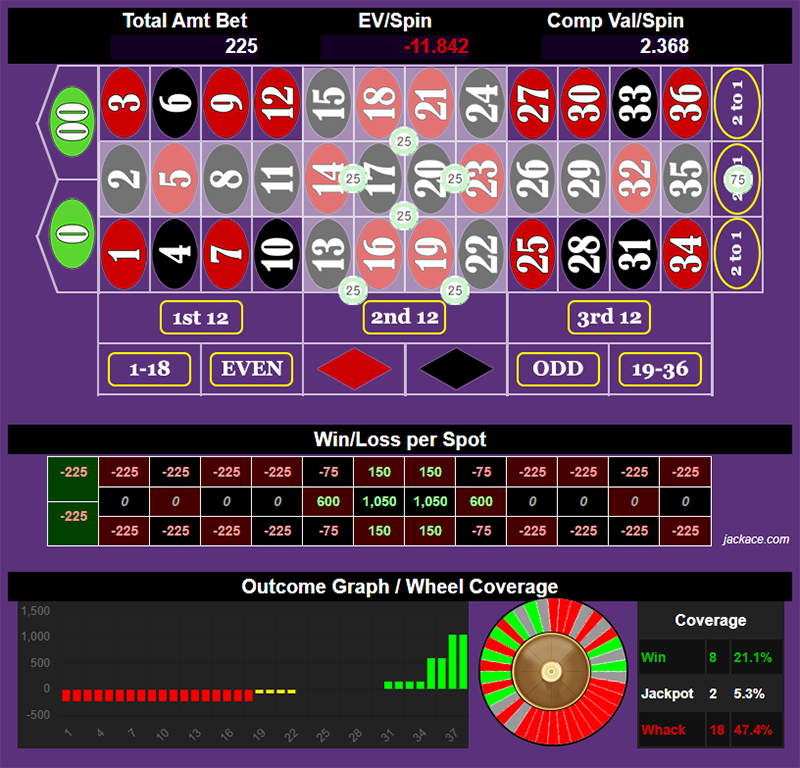 Total Amt Bet EV/Spin Comp Val/Spin
225 -11.842 2.368
00 3 6 9 12 15 18 21 24 27 30 33 36 2 to 1
25
2 5 8 11 14 25 17 20 25 23 26 29 32 35 75
25
0 1 4 7 10 13 16 19 22 25 28 31 34 2 to 1
25 25
1st 12 2nd 12 3rd 12
1-18 EVEN ODD 19-36
Win/Loss per Spot
-225 -225 -225 -225 -225 -75 150 150 -75 -225 -225 -225 -225
0 0 0 0 600 1,050 1,050 600 0 0 0 0
-225 -225 -225 -225 -225 -75 150 150 -75 -225 -225 -225 -225
jackace.com
Outcome Graph / Wheel Coverage
1,500
1,000
500
0
-500
1 4 7 10 13 16 19 22 25 28 31 34 37
Coverage
Win 8 21.1%
Jackpot 2 5.3%
Whack 18 47.4%